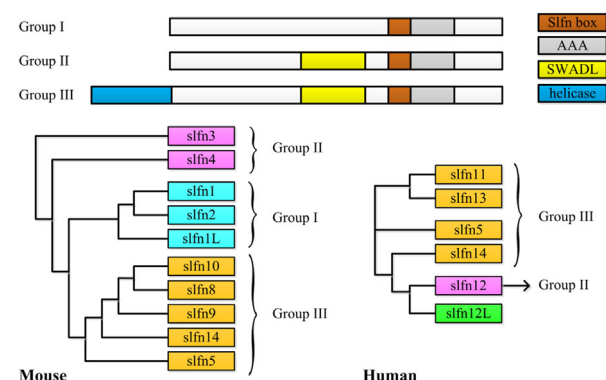 Group I
Group II
Group III
Slfn box
AAA
SWADL
helicase
slfn3
slfn4
Group II
slfn1
slfn2
slfn1L
Group I
slfn10
slfn8
slfn9
slfn14
slfn5
Group III
Mouse
slfn11
slfn13
slfn5
slfn14
Group III
slfn12
Group II
slfn12L
Human